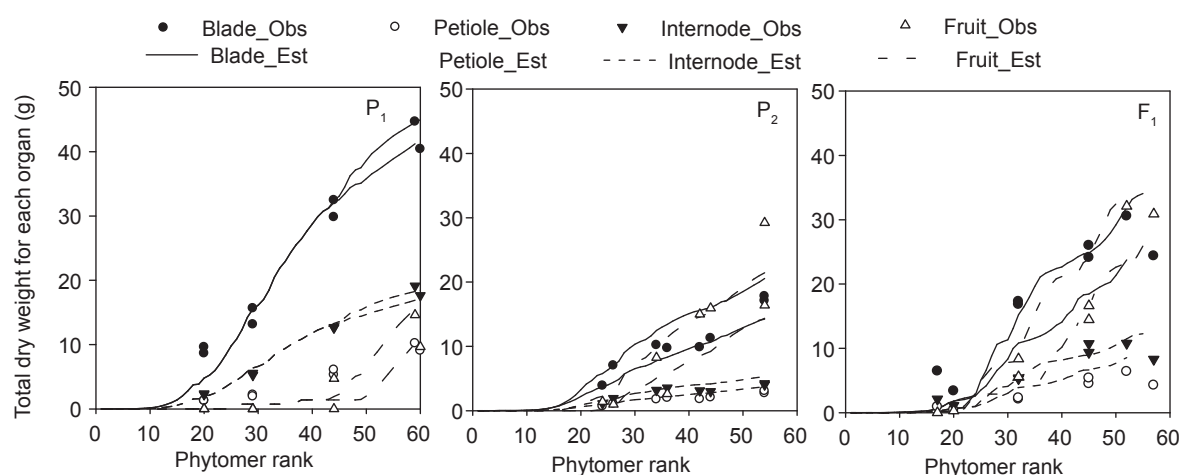 Blade_Obs Petiole_Obs Internode_Obs Fruit_Obs
Blade_Est Petiole_Est Internode_Est Fruit_Est
Total dry weight for each organ (g)
50 50 50
P1 P2 F1
40 40 40
30 30 30
20 20 20
10 10 10
0 0 0
0 10 20 30 40 50 60 0 10 20 30 40 50 60 0 10 20 30 40 50 60
Phytomer rank Phytomer rank Phytomer rank